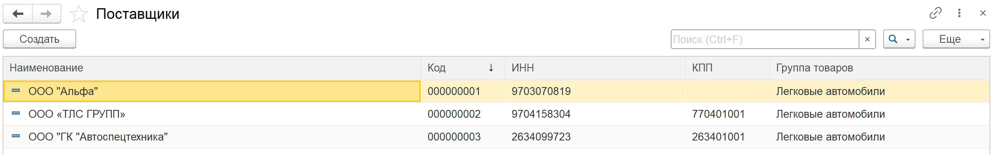 Поставщики
Создать Поиск (Ctrl+F) Еще
Наименование Код ИНН КПП Группа товаров
ООО "Альфа" 000000001 9703070819 Легковые автомобили
ООО «ТЛС ГРУПП» 000000002 9704158304 770401001 Легковые автомобили
ООО "ГК "Автоспецтехника" 000000003 2634099723 263401001 Легковые автомобили